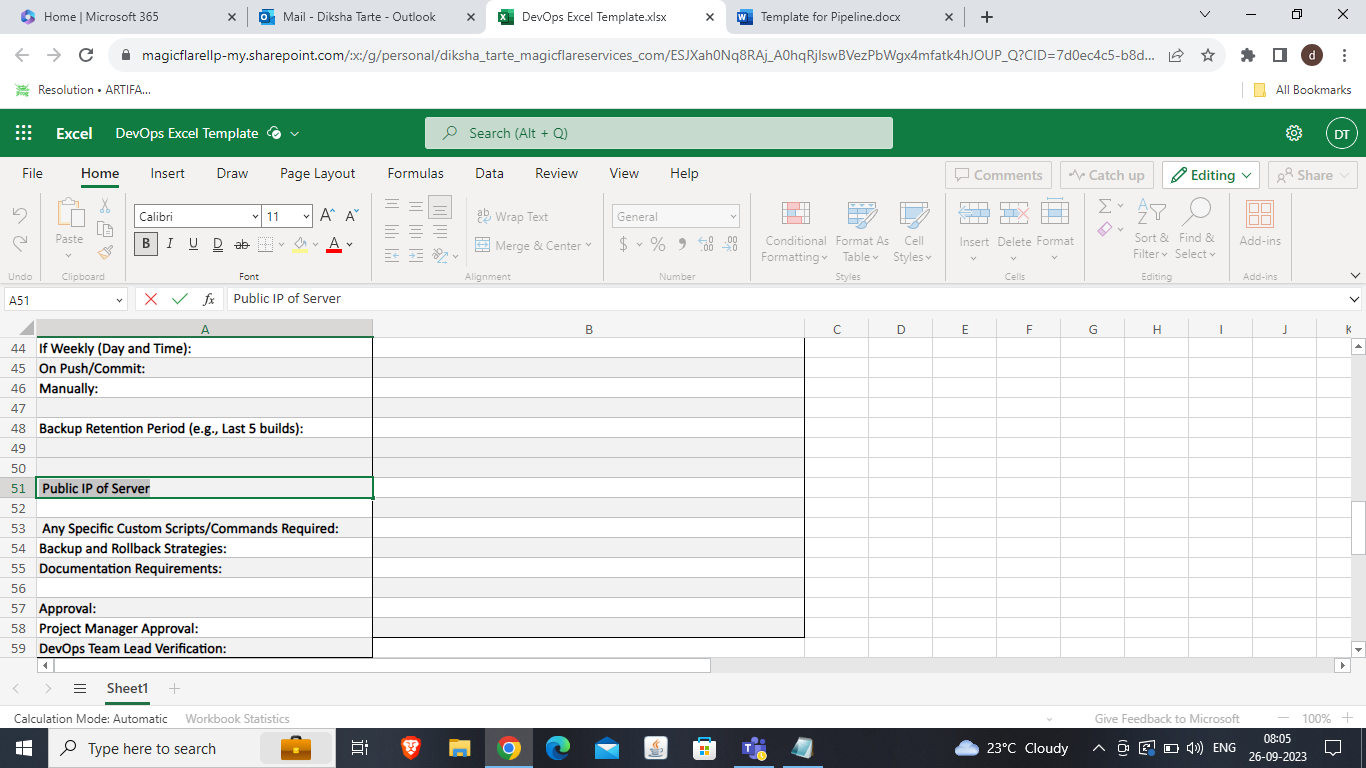 Home | Microsoft 365
Mail - Diksha Tarte - Outlook
DevOps Excel Template.xlsx
Template for Pipeline.docx
magicflarellp-my.sharepoint.com/:x:/g/personal/diksha_tarte_magicflareservices_com/ESJXah0Nq8RAj_A0hqRjIswBVezPbWgx4mfatk4hJOUP_Q?CID=7d0ec4c5-b8d...
d
Resolution • ARTIFA...
All Bookmarks
Excel
DevOps Excel Template
Search (Alt + Q)
DT
File Home Insert Draw Page Layout Formulas Data Review View Help
Comments Catch up Editing Share
Paste
Calibri 11
B I U D ab
Wrap Text
Merge & Center
General
$ % 9
Conditional Formatting
Format As Table
Cell Styles
Insert Delete Format
Sort & Filter
Find & Select
Add-ins
Undo Clipboard Font Alignment Number Styles Cells Editing Add-ins
A51
fx Public IP of Server
A B C D E F G H I J K
44 If Weekly (Day and Time):
45 On Push/Commit:
46 Manually:
47
48 Backup Retention Period (e.g., Last 5 builds):
49
50
51 Public IP of Server
52
53 Any Specific Custom Scripts/Commands Required:
54 Backup and Rollback Strategies:
55 Documentation Requirements:
56
57 Approval:
58 Project Manager Approval:
59 DevOps Team Lead Verification:
Sheet1
Calculation Mode: Automatic Workbook Statistics
Give Feedback to Microsoft 100%
Type here to search
23°C Cloudy
ENG
08:05
26-09-2023